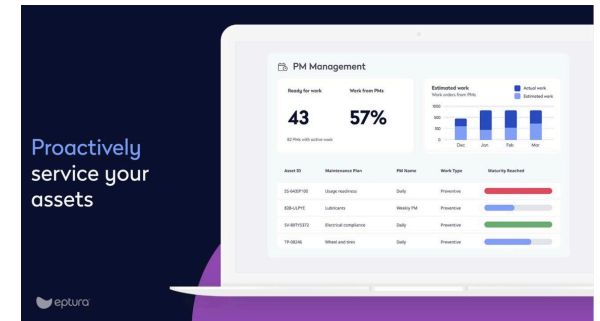 Proactively
service your
assets
eptura
PM Management
Ready for work
Work from PMs
43
57%
82 PMs with active work
Estimated work
Work orders from PMs
Actual work
Estimated work
1000
500
100
0
Dec
Jan
Feb
Mar
Asset ID
Maintenance Plan
PM Name
Work Type
Maturity Reached
Usage readiness
Daily
Preventive
Lubricants
Weekly PM
Preventive
Electrical compliance
Daily
Preventive
TP-08246
Wheel and tires
Daily
Preventive